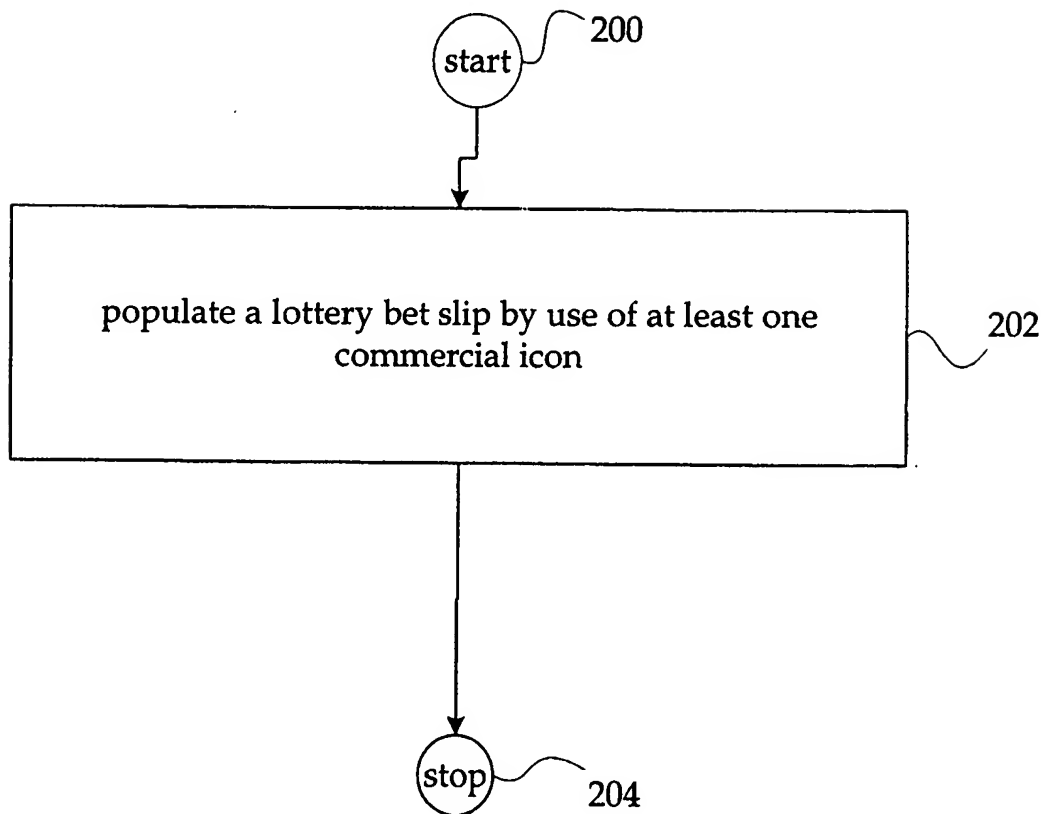 start
200
populate a lottery bet slip by use of at least one
commercial icon
202
stop
204